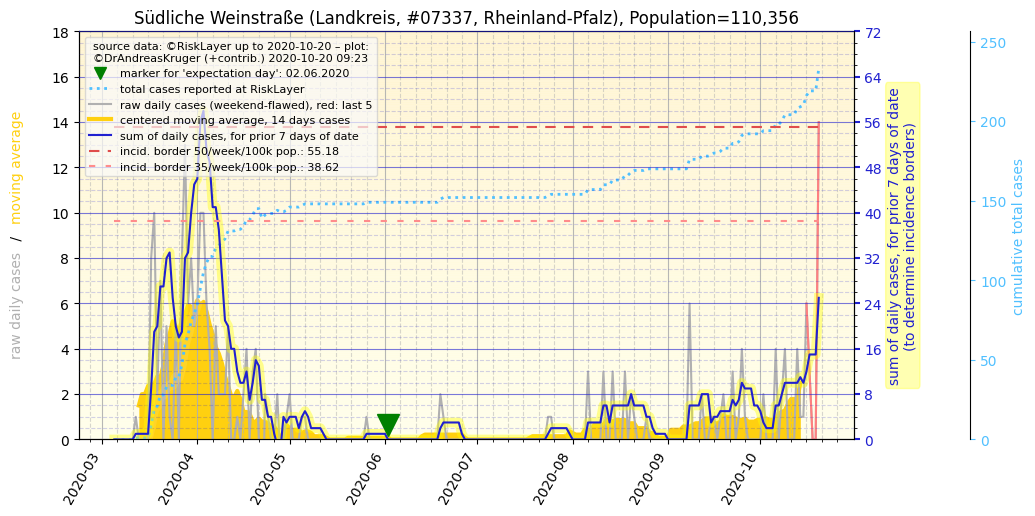 Südliche Weinstraße (Landkreis, #07337, Rheinland-Pfalz), Population=110,356
source data: ©RiskLayer up to 2020-10-20 – plot:
©DrAndreasKruger (+contrib.) 2020-10-20 09:23
marker for 'expectation day': 02.06.2020
total cases reported at RiskLayer
raw daily cases (weekend-flawed), red: last 5
centered moving average, 14 days cases
sum of daily cases, for prior 7 days of date
incid. border 50/week/100k pop.: 55.18
incid. border 35/week/100k pop.: 38.62
raw daily cases / moving average
18
16
14
12
10
8
6
4
2
0
2020-03
2020-04
2020-05
2020-06
2020-07
2020-08
2020-09
2020-10
72
64
56
48
40
32
24
16
8
0
sum of daily cases, for prior 7 days of date
(to determine incidence borders)
250
200
150
100
50
0
cumulative total cases